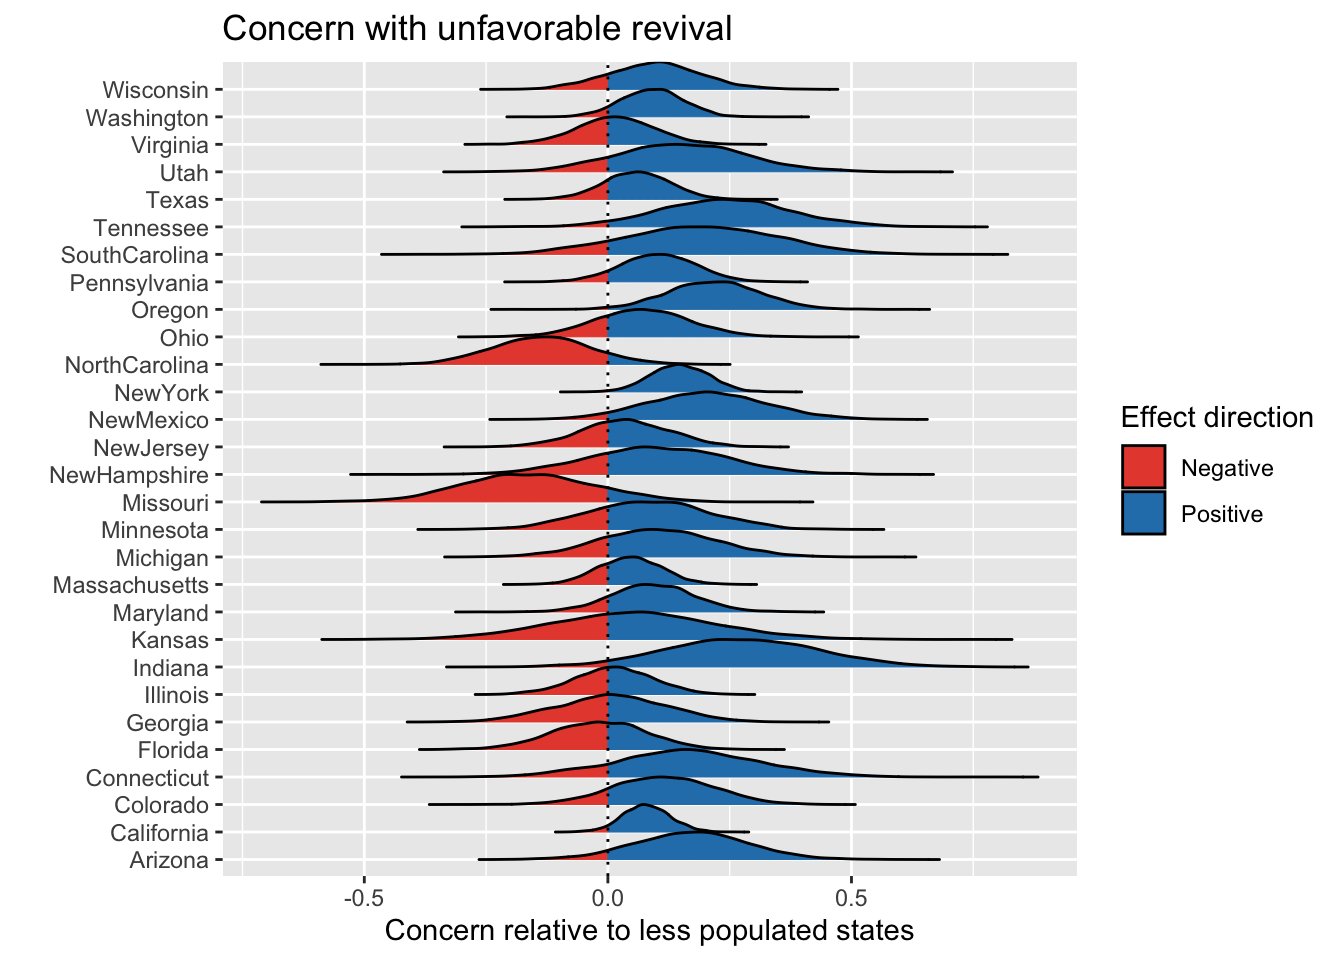 Concern with unfavorable revival
Wisconsin
Washington
Virginia
Utah
Texas
Tennessee
SouthCarolina
Pennsylvania
Oregon
Ohio
NorthCarolina
NewYork
NewMexico
NewJersey
NewHampshire
Missouri
Minnesota
Michigan
Massachusetts
Maryland
Kansas
Indiana
Illinois
Georgia
Florida
Connecticut
Colorado
California
Arizona
-0.5 0.0 0.5
Concern relative to less populated states
Effect direction
Negative
Positive